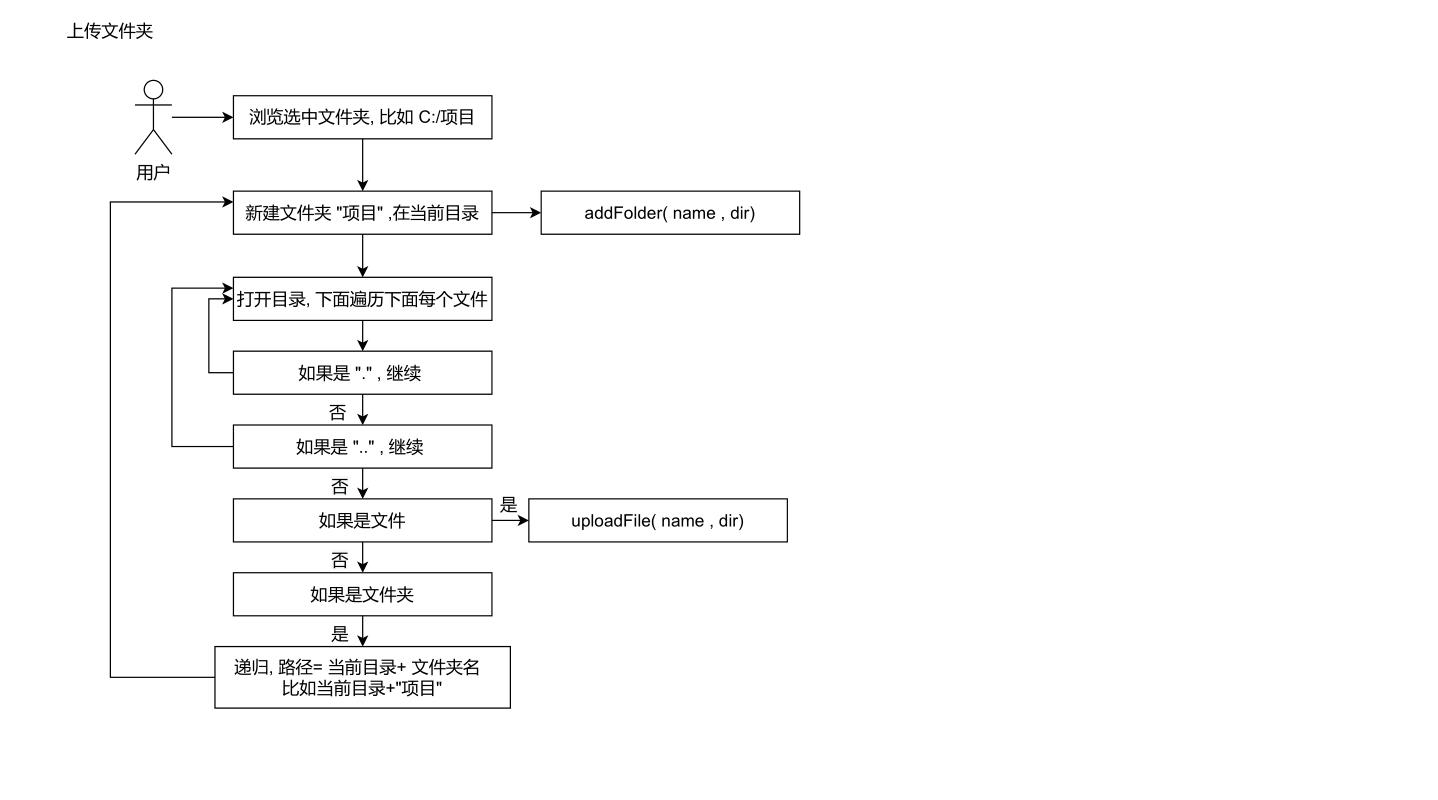 上传文件夹
浏览选中文件夹, 比如 C:/项目
用户
新建文件夹 "项目" ,在当前目录
addFolder( name , dir)
打开目录, 下面遍历下面每个文件
如果是 "." , 继续
否
如果是 ".." , 继续
否
如果是文件
是
uploadFile( name , dir)
否
如果是文件夹
是
递归, 路径= 当前目录+ 文件夹名
比如当前目录+"项目"